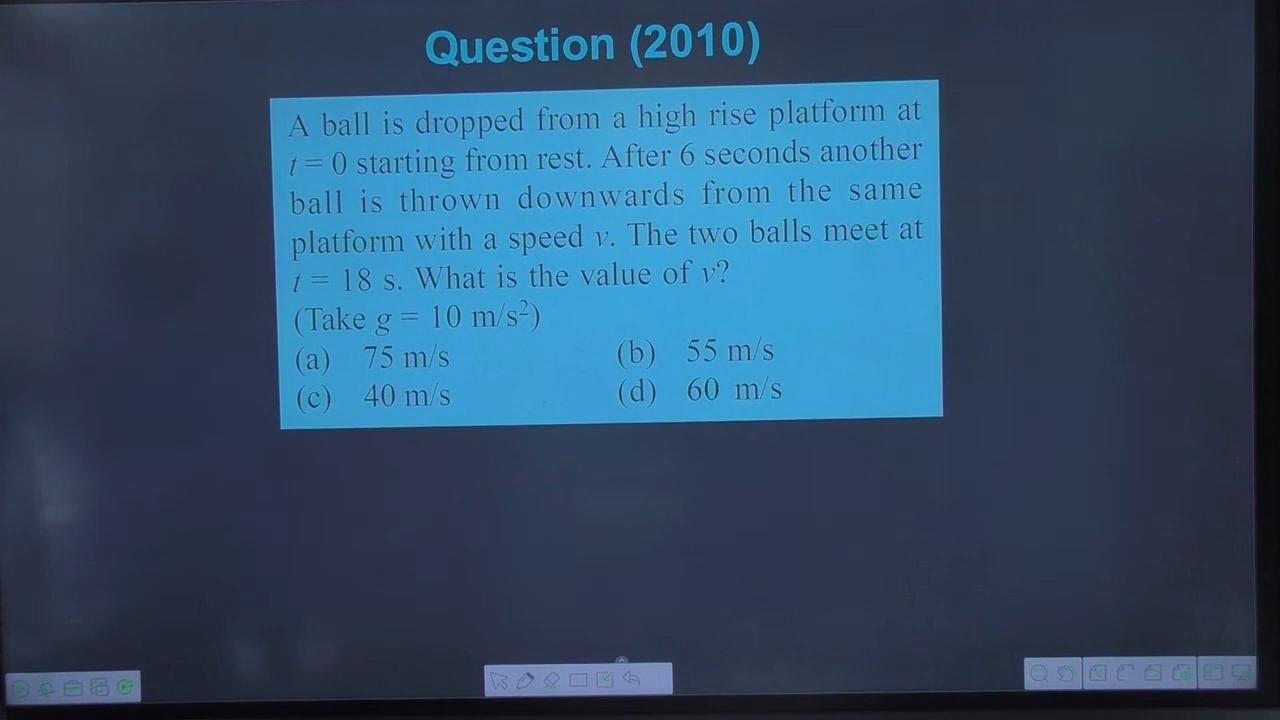 Question (2010)
A ball is dropped from a high rise platform at
t = 0 starting from rest. After 6 seconds another
ball is thrown downwards from the same
platform with a speed v. The two balls meet at
t = 18 s. What is the value of v?
(Take g = 10 m/s²)
(a) 75 m/s (b) 55 m/s
(c) 40 m/s (d) 60 m/s